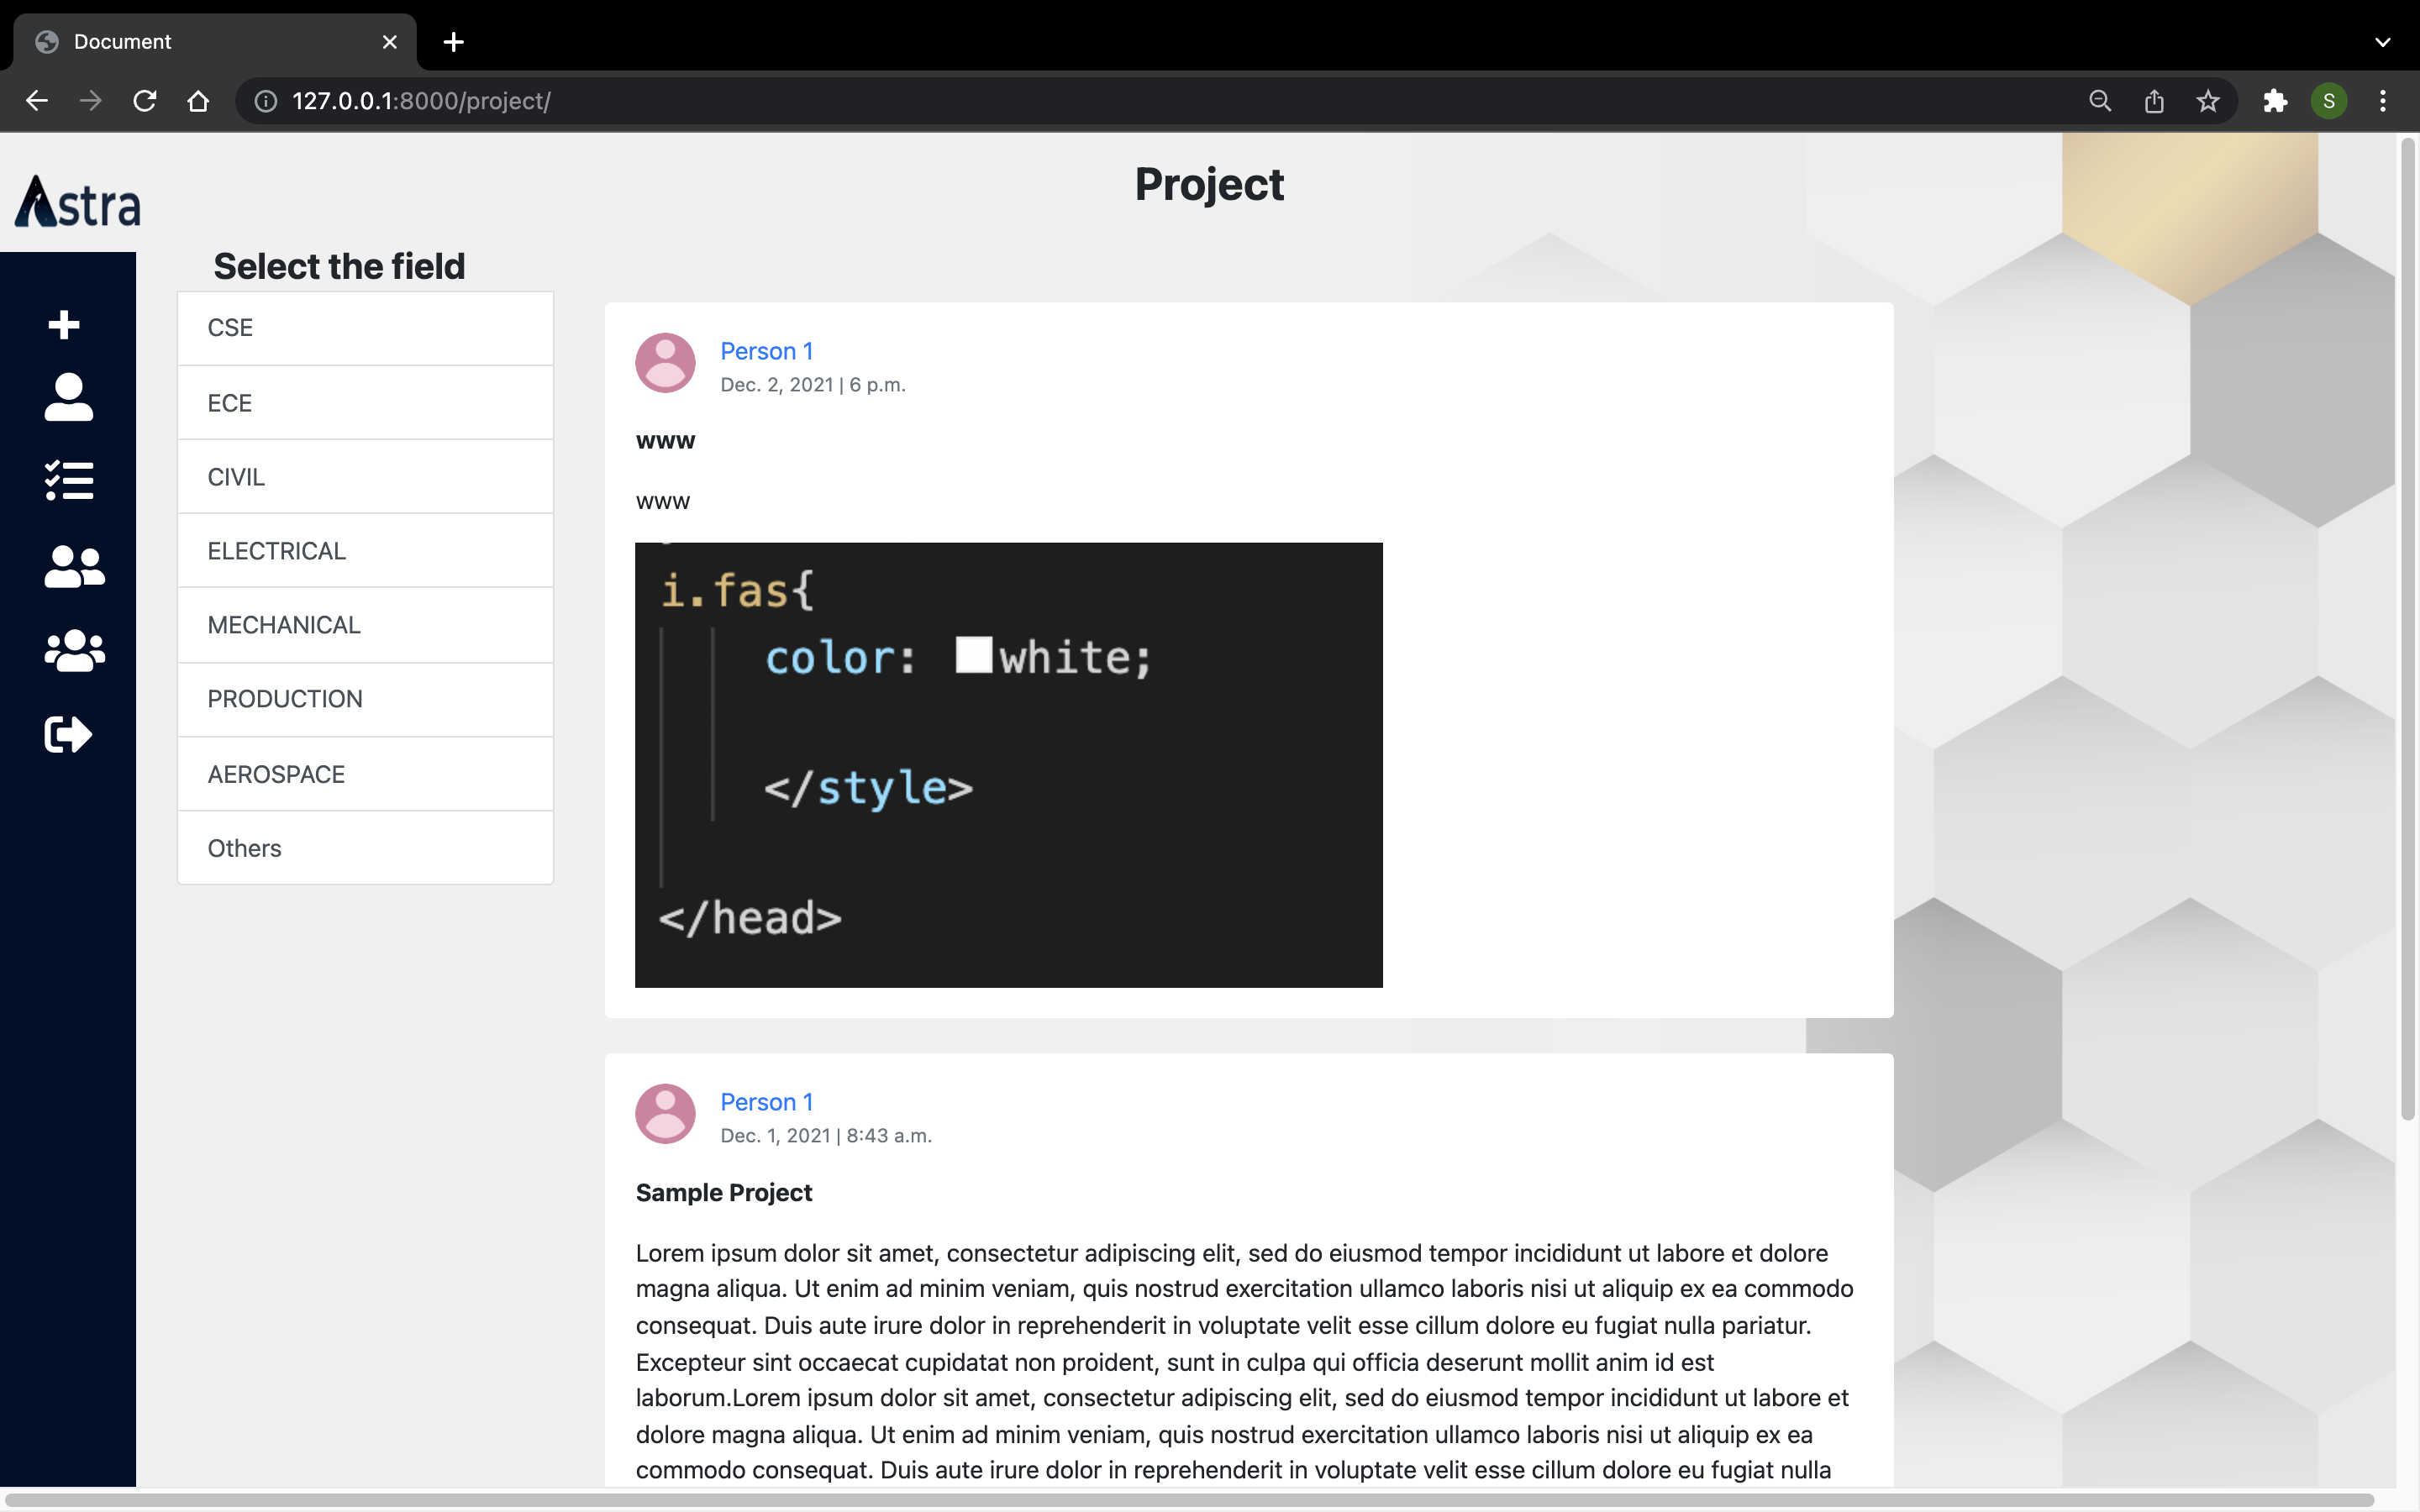 Document
127.0.0.1:8000/project/
S
Astra
Project
Select the field
CSE
ECE
CIVIL
ELECTRICAL
MECHANICAL
PRODUCTION
AEROSPACE
Others
Person 1
Dec. 2, 2021 | 6 p.m.
www
www
i.fas{
color: white;
</style>
</head>
Person 1
Dec. 1, 2021 | 8:43 a.m.
Sample Project
Lorem ipsum dolor sit amet, consectetur adipiscing elit, sed do eiusmod tempor incididunt ut labore et dolore
magna aliqua. Ut enim ad minim veniam, quis nostrud exercitation ullamco laboris nisi ut aliquip ex ea commodo
consequat. Duis aute irure dolor in reprehenderit in voluptate velit esse cillum dolore eu fugiat nulla pariatur.
Excepteur sint occaecat cupidatat non proident, sunt in culpa qui officia deserunt mollit anim id est
laborum.Lorem ipsum dolor sit amet, consectetur adipiscing elit, sed do eiusmod tempor incididunt ut labore et
dolore magna aliqua. Ut enim ad minim veniam, quis nostrud exercitation ullamco laboris nisi ut aliquip ex ea
commodo consequat. Duis aute irure dolor in reprehenderit in voluptate velit esse cillum dolore eu fugiat nulla